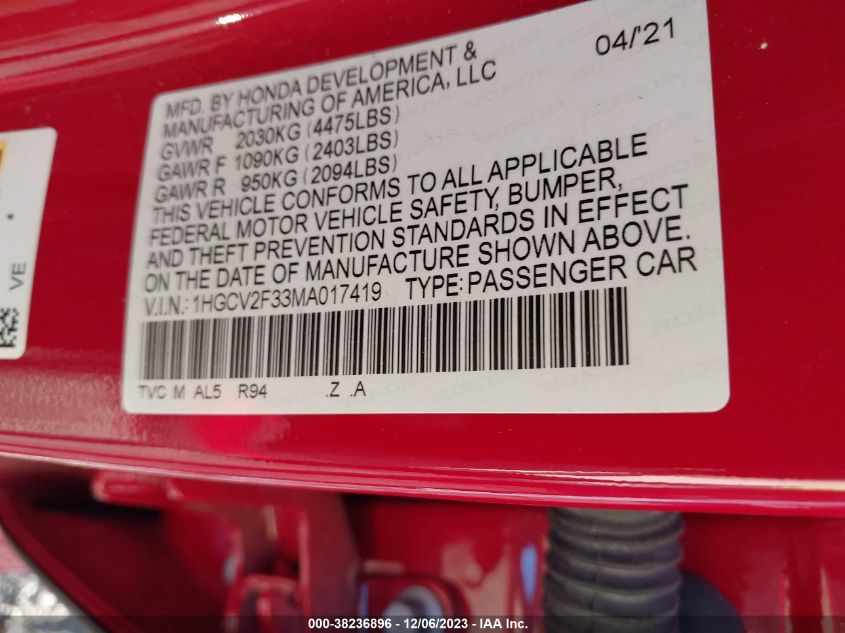 04/'21
MFD. BY HONDA DEVELOPMENT &
MANUFACTURING OF AMERICA, LLC
GVWR 2030KG (4475LBS)
GAWR F 1090KG (2403LBS)
GAWR R 950KG (2094LBS)
THIS VEHICLE CONFORMS TO ALL APPLICABLE
FEDERAL MOTOR VEHICLE SAFETY, BUMPER,
AND THEFT PREVENTION STANDARDS IN EFFECT
ON THE DATE OF MANUFACTURE SHOWN ABOVE.
V.I.N.: 1HGCV2F33MA017419 TYPE: PASSENGER CAR
TVC M AL5 R94 .Z .A
VE
000-38236896 - 12/06/2023 - IAA Inc.